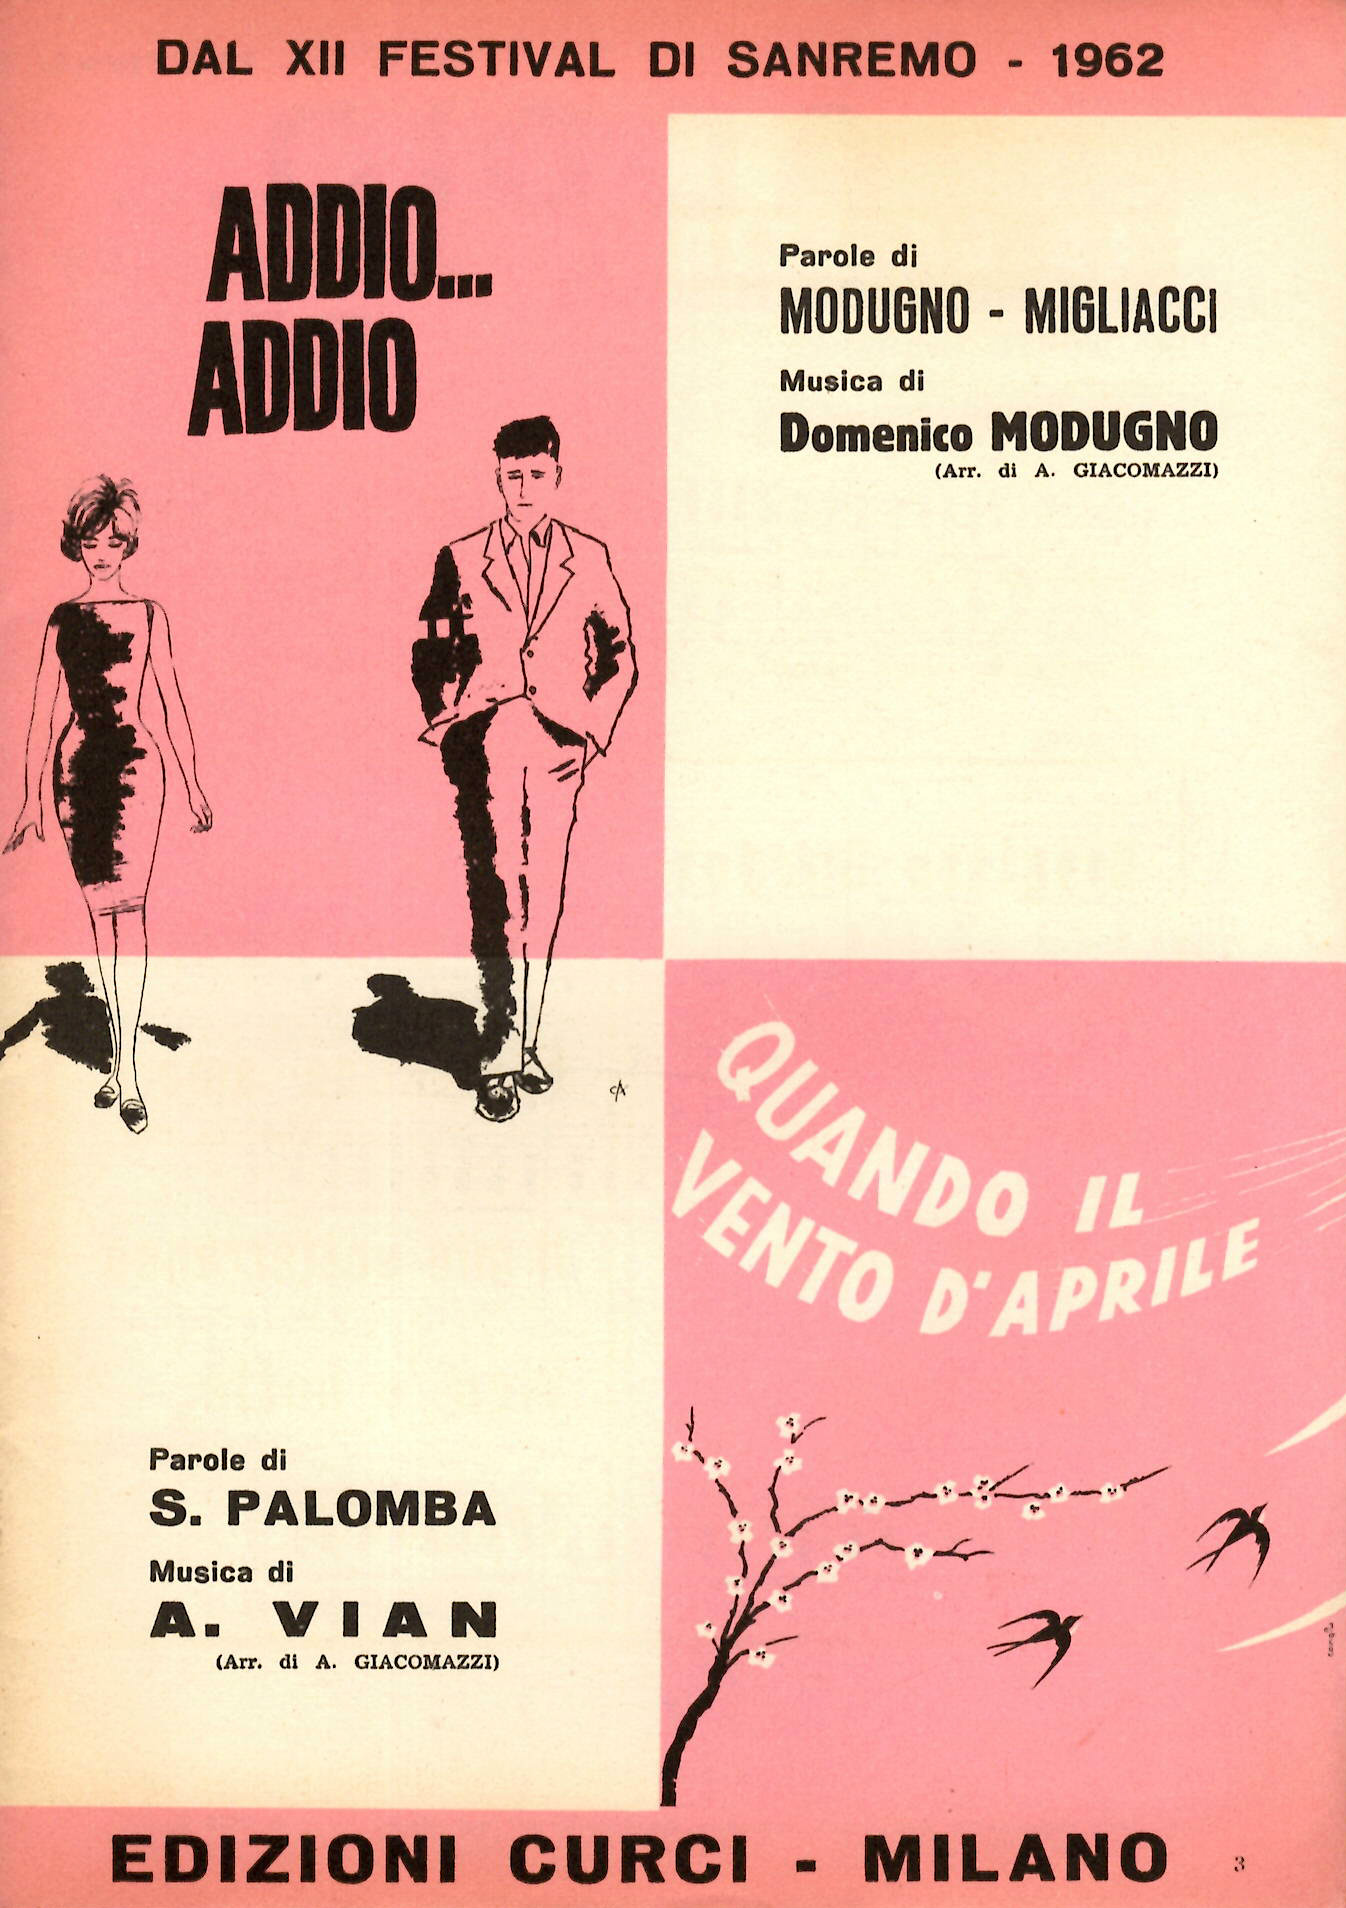 DAL XII FESTIVAL DI SANREMO - 1962
ADDIO...
ADDIO
Parole di
MODUGNO - MIGLIACCI
Musica di
Domenico MODUGNO
(Arr. di A. GIACOMAZZI)
CA
QUANDO IL
VENTO D'APRILE
Parole di
S. PALOMBA
Musica di
A. VIAN
(Arr. di A. GIACOMAZZI)
EDIZIONI CURCI - MILANO
3